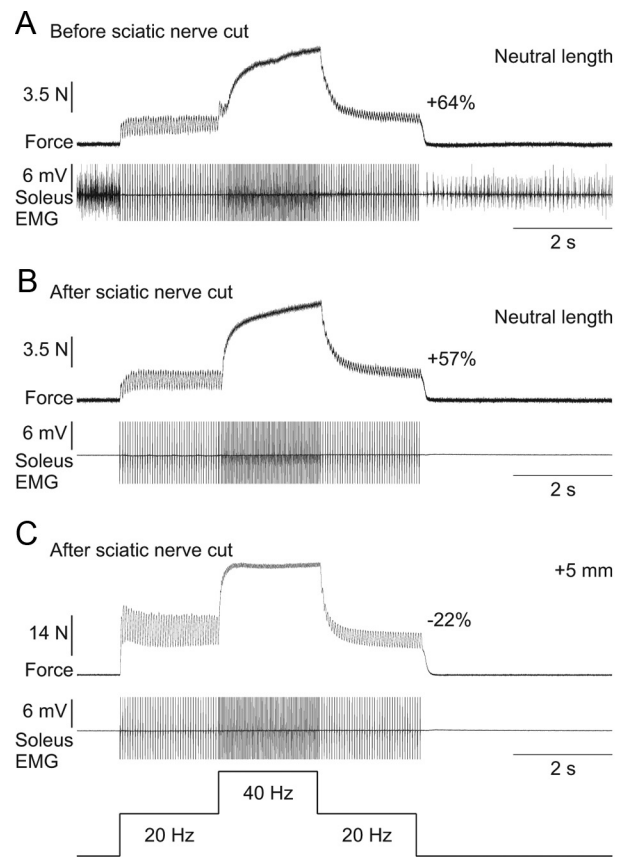 A
Before sciatic nerve cut
Neutral length
3.5 N
+64%
Force
6 mV
Soleus
EMG
2 s
B
After sciatic nerve cut
Neutral length
3.5 N
+57%
Force
6 mV
Soleus
EMG
2 s
C
After sciatic nerve cut
+5 mm
14 N
-22%
Force
6 mV
Soleus
EMG
2 s
40 Hz
20 Hz
20 Hz